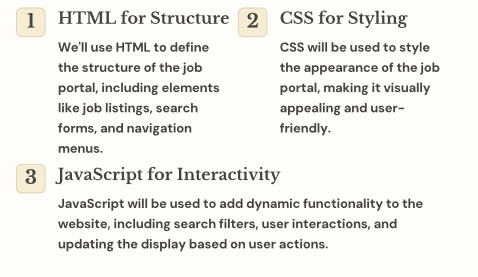 1
HTML for Structure
We'll use HTML to define
the structure of the job
portal, including elements
like job listings, search
forms, and navigation
menus.
2
CSS for Styling
CSS will be used to style
the appearance of the job
portal, making it visually
appealing and user-
friendly.
3
JavaScript for Interactivity
JavaScript will be used to add dynamic functionality to the
website, including search filters, user interactions, and
updating the display based on user actions.